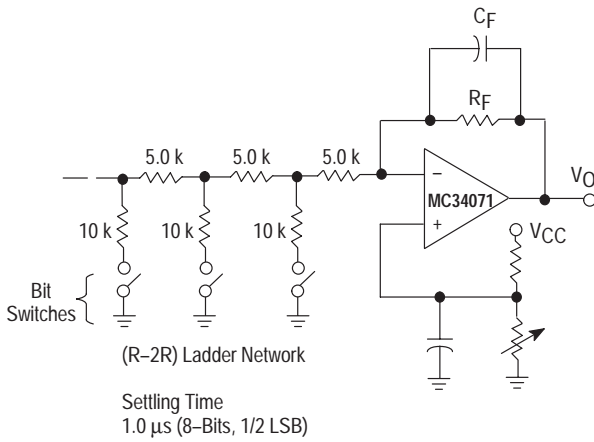 CF
RF
5.0 k 5.0 k 5.0 k
−
MC34071
+
VO
VCC
10 k 10 k 10 k
Bit
Switches
(R−2R) Ladder Network
Settling Time
1.0 µs (8−Bits, 1/2 LSB)